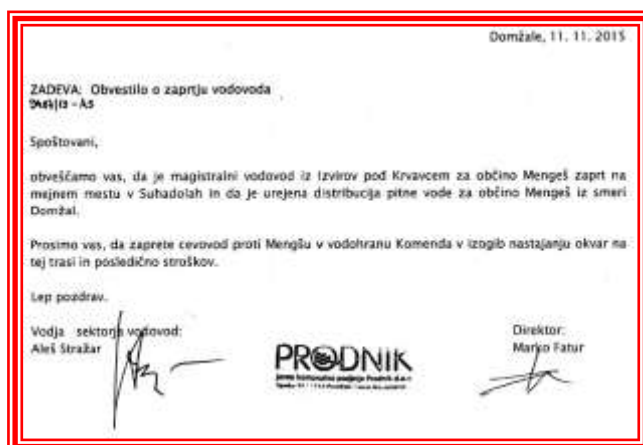 Domžale, 11. 11. 2015
ZADEVA: Obvestilo o zaprtju vodovoda
Spoštovani,
obveščamo vas, da je magistralni vodovod iz Izvirov pod Krvavcem za občino Mengeš zaprt na
mejnem mestu v Suhadolah in da je urejena distribucija pitne vode za občino Mengeš iz smeri
Domžal.
Prosimo vas, da zaprete cevovod proti Mengšu v vodohranu Komenda v izogib nastajanju okvar na
tej trasi in posledično stroškov.
Lep pozdrav.
Vodja sektorja vodovod:
Aleš Stražar
PRODNIK
Direktor:
Marko Fatur